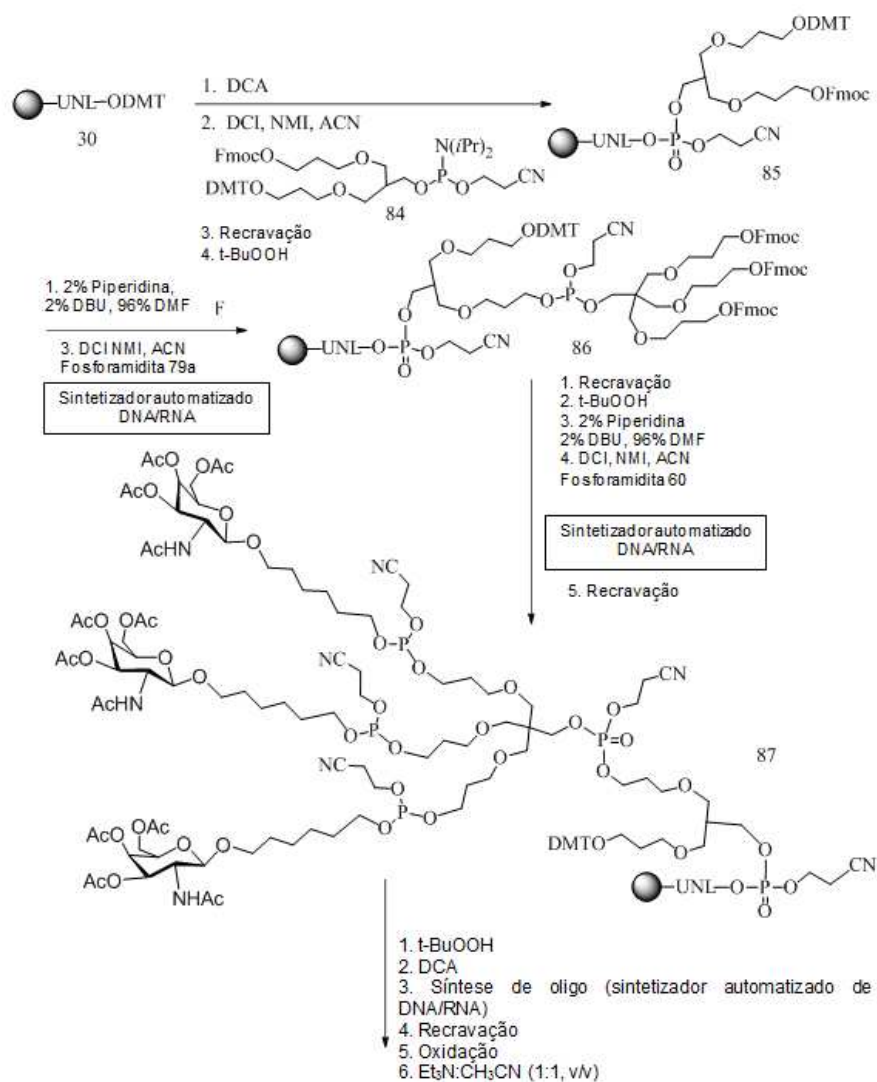 UNL-ODMT
30
1. DCA
2. DCI, NMI, ACN
FmocO
DMTO
N(iPr)2
O
P
O
CN
84
3. Recravação
4. t-BuOOH
ODMT
OFmoc
UNL-O-P-O
O
CN
85
1. 2% Piperidina,
2% DBU, 96% DMF
F
3. DCI NMI, ACN
Fosforamidita 79a
Sintetizador automatizado
DNA/RNA
ODMT
CN
OFmoc
OFmoc
OFmoc
UNL-O-P-O
O
CN
86
1. Recravação
2. t-BuOOH
3. 2% Piperidina
2% DBU, 96% DMF
4. DCI, NMI, ACN
Fosforamidita 60
Sintetizador automatizado
DNA/RNA
5. Recravação
AcO
OAc
AcO
AcHN
NC
AcO
OAc
AcO
AcHN
NC
AcO
OAc
AcO
NHAc
NC
CN
P=O
87
DMTO
UNL-O-P-O
O
CN
1. t-BuOOH
2. DCA
3. Síntese de oligo (sintetizador automatizado de
DNA/RNA)
4. Recravação
5. Oxidação
6. Et3N:CH3CN (1:1, v/v)